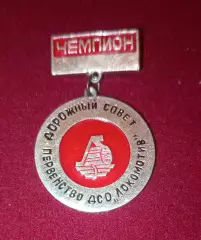 ЧЕМПИОН
ДОРОЖНЫЙ СОВЕТ
ПЕРВЕНСТВО ДСО „ЛОКОМОТИВ"